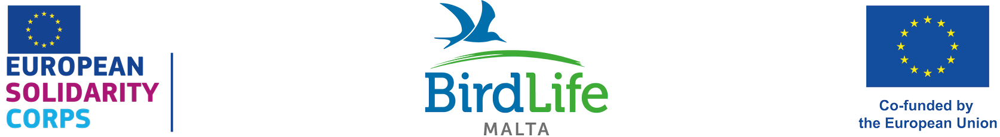 EUROPEAN
SOLIDARITY
CORPS
BirdLife
MALTA
Co-funded by
the European Union